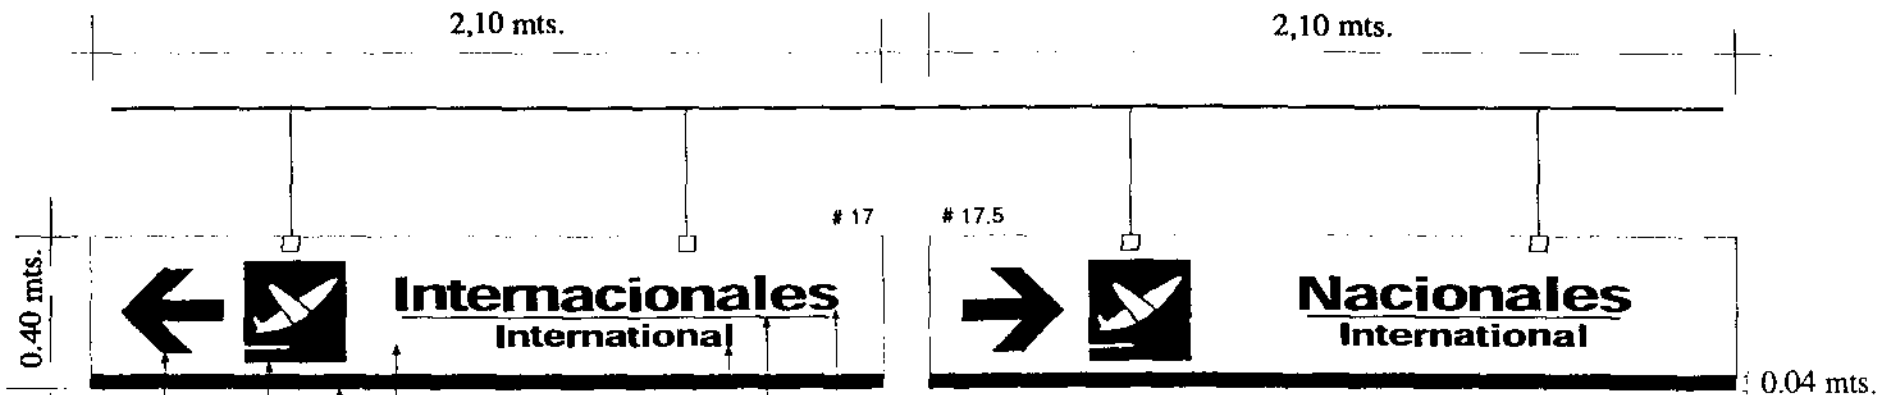 2,10 mts.
2,10 mts.
# 17
# 17.5
0.40 mts.
Internacionales
International
Nacionales
International
0.04 mts.